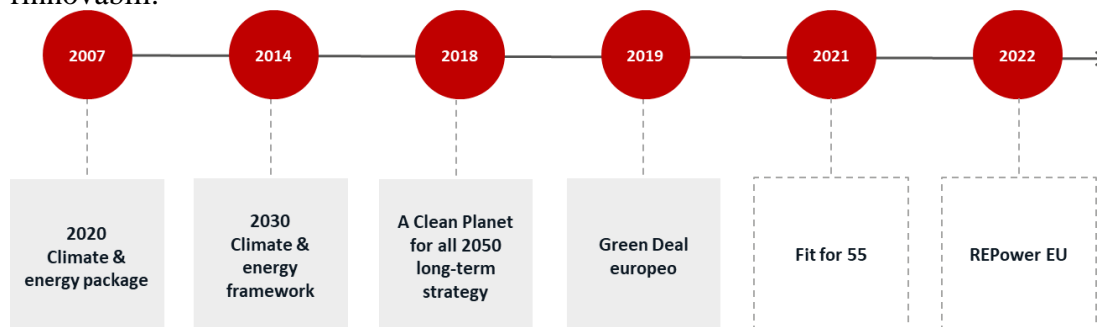 rinnovabili.
2007
2014
2018
2019
2021
2022
2020
Climate &
energy package
2030
Climate &
energy
framework
A Clean Planet
for all 2050
long-term
strategy
Green Deal
europeo
Fit for 55
REPower EU